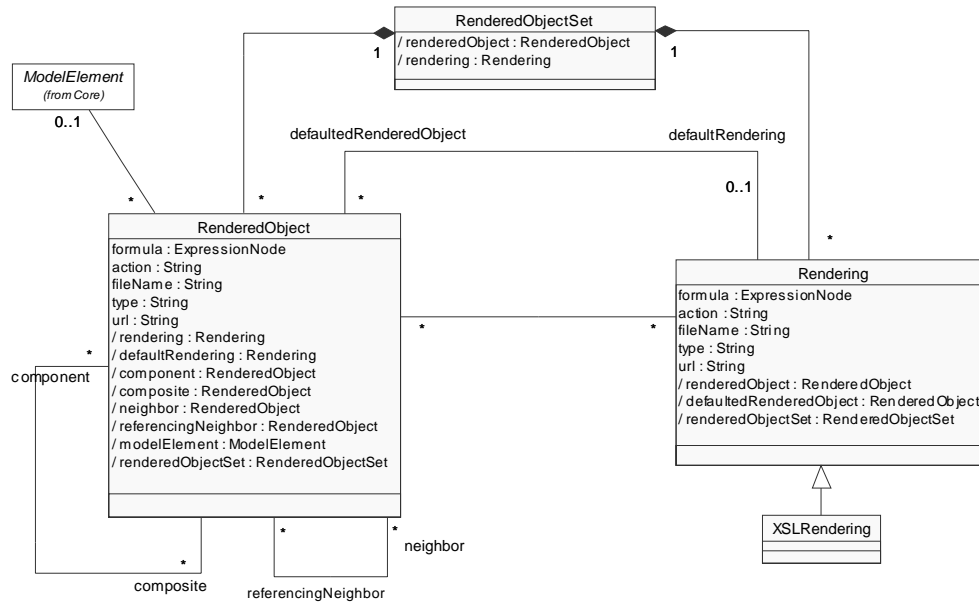 RenderedObjectSet
/ renderedObject : RenderedObject
/ rendering : Rendering
1
1
ModelElement
(from Core)
0..1
defaultedRenderedObject
defaultRendering
0..1
*
*
*
*
RenderedObject
formula : ExpressionNode
action : String
fileName : String
type : String
url : String
/ rendering : Rendering
/ defaultRendering : Rendering
/ component : RenderedObject
/ composite : RenderedObject
/ neighbor : RenderedObject
/ referencingNeighbor : RenderedObject
/ modelElement : ModelElement
/ renderedObjectSet : RenderedObjectSet
Rendering
formula : ExpressionNode
action : String
fileName : String
type : String
url : String
/ renderedObject : RenderedObject
/ defaultedRenderedObject : RenderedObject
/ renderedObjectSet : RenderedObjectSet
*
*
*
component
XSLRendering
*
*
*
neighbor
composite
referencingNeighbor